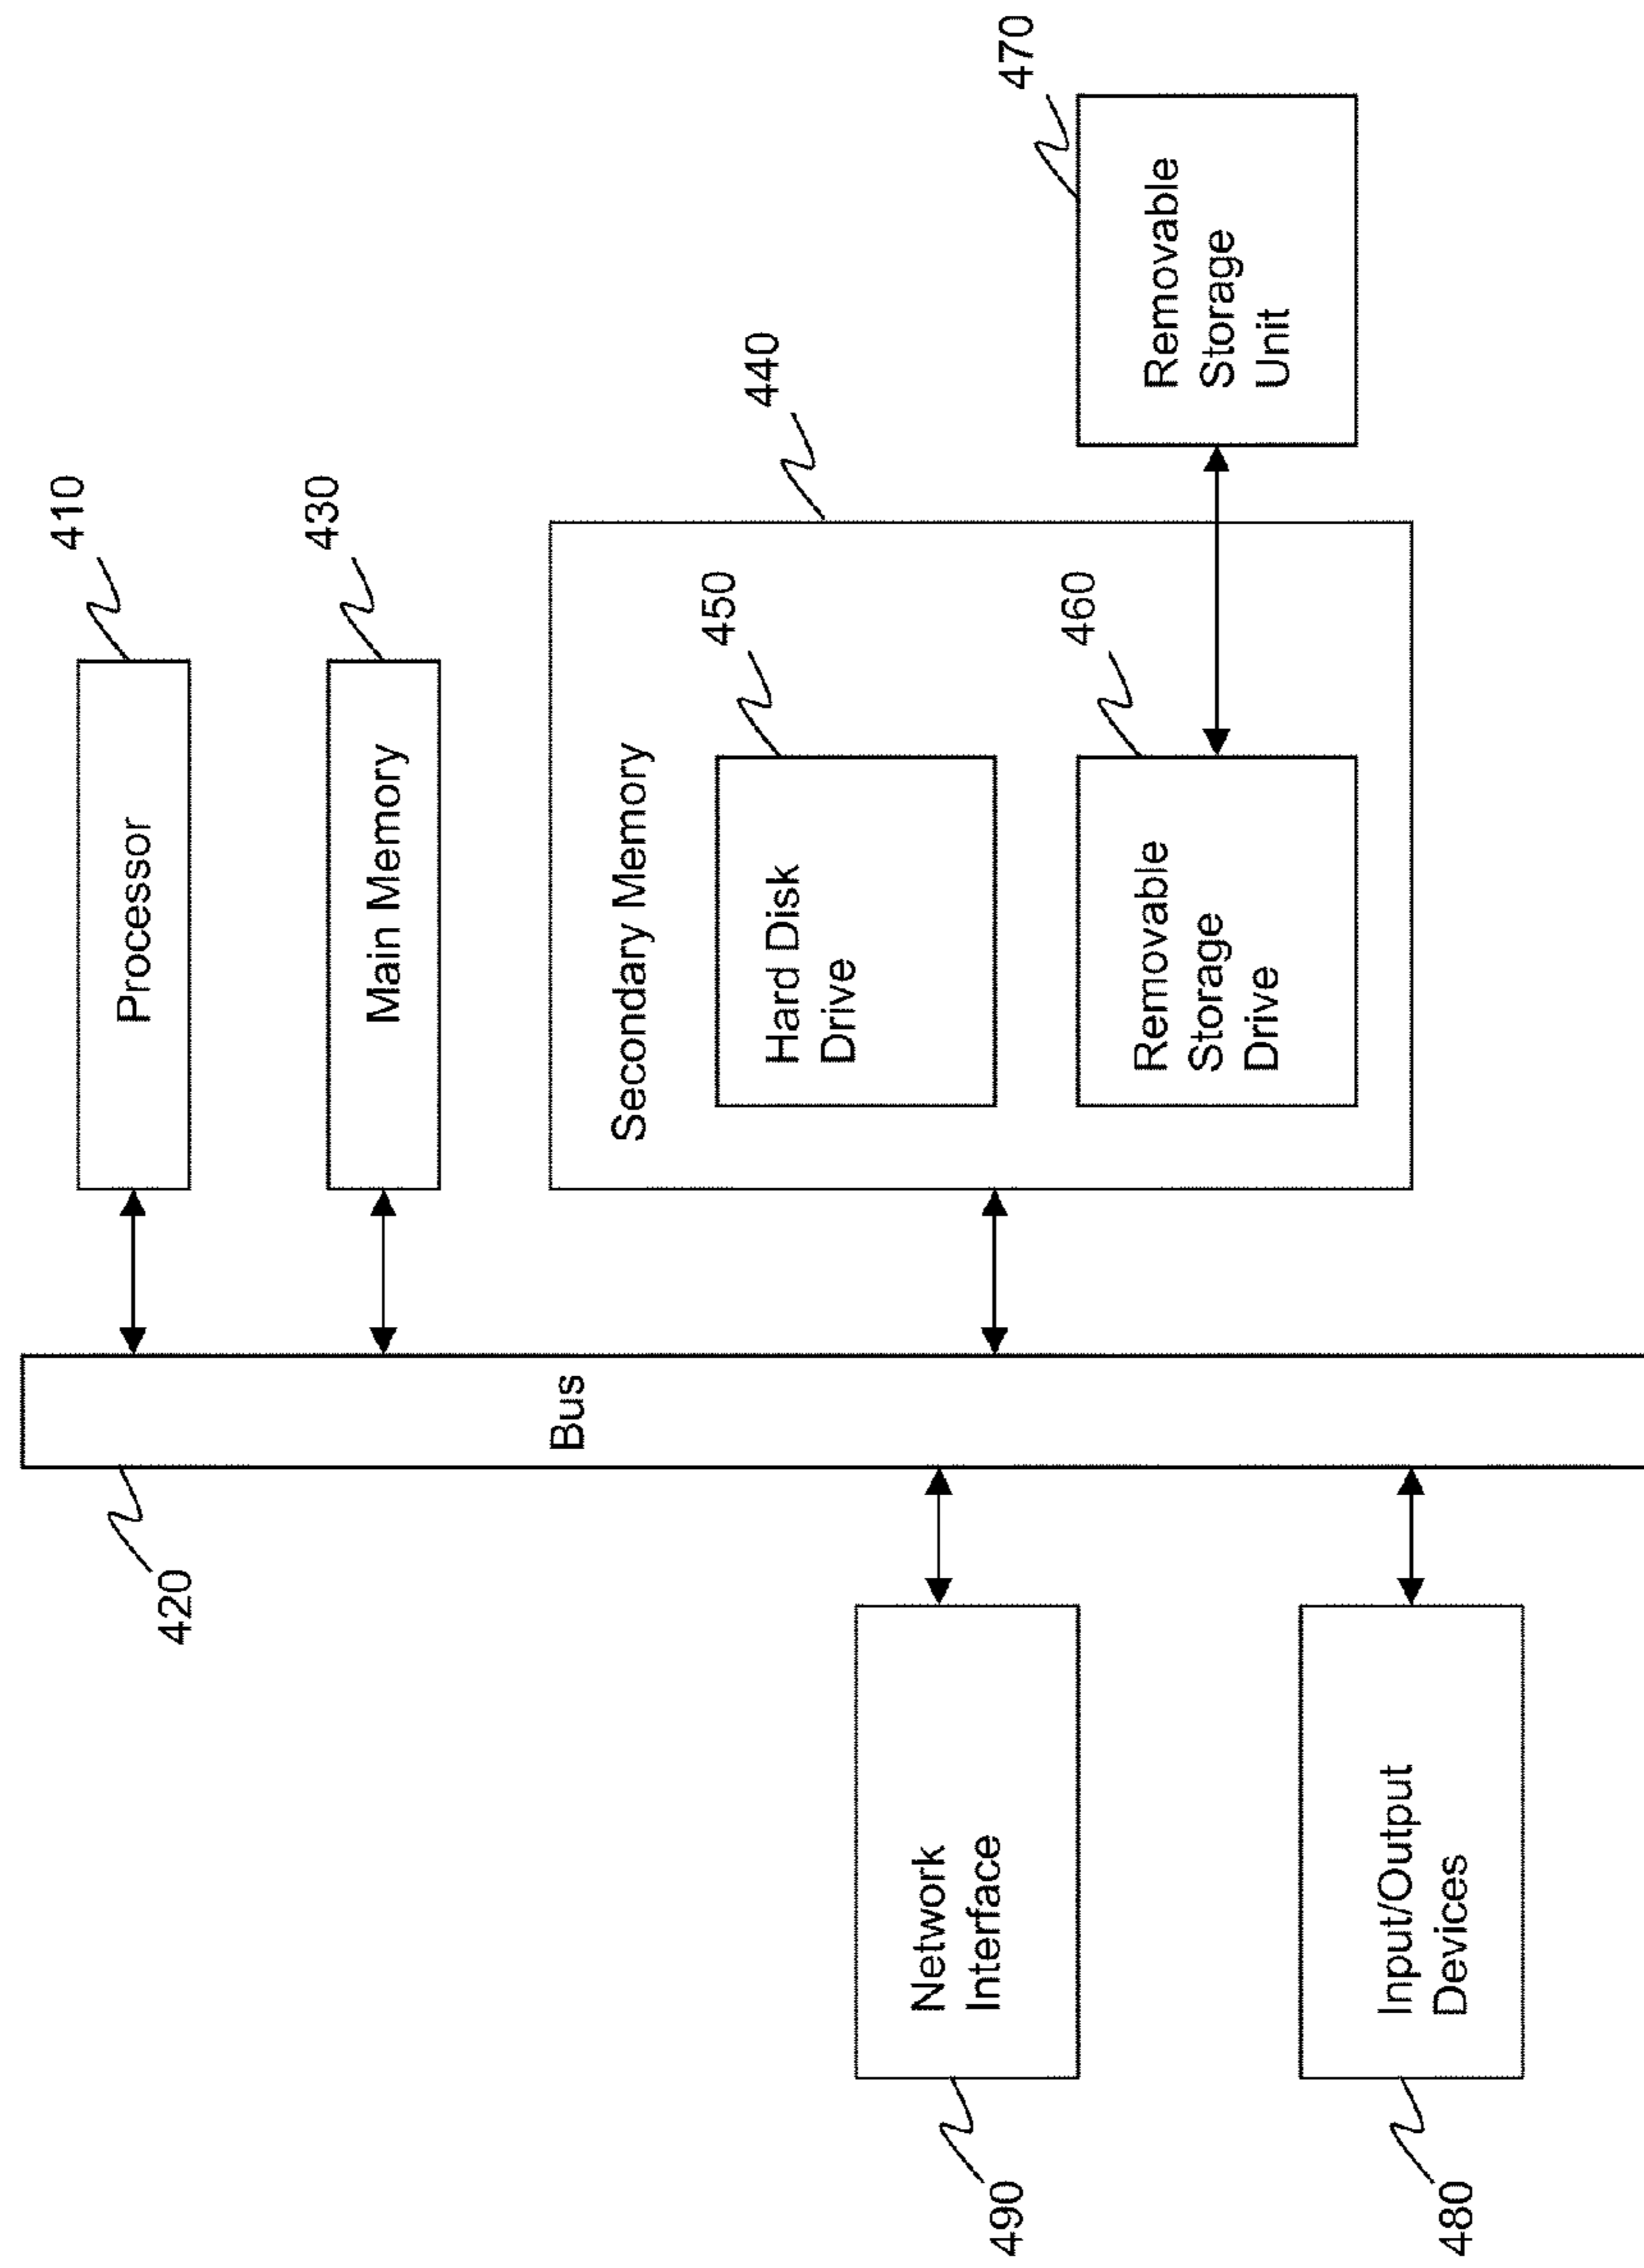 410
Processor
430
Main Memory
440
Secondary Memory
450
Hard Disk
Drive
460
Removable
Storage
Drive
470
Removable
Storage
Unit
420
Bus
490
Network
Interface
480
Input/Output
Devices